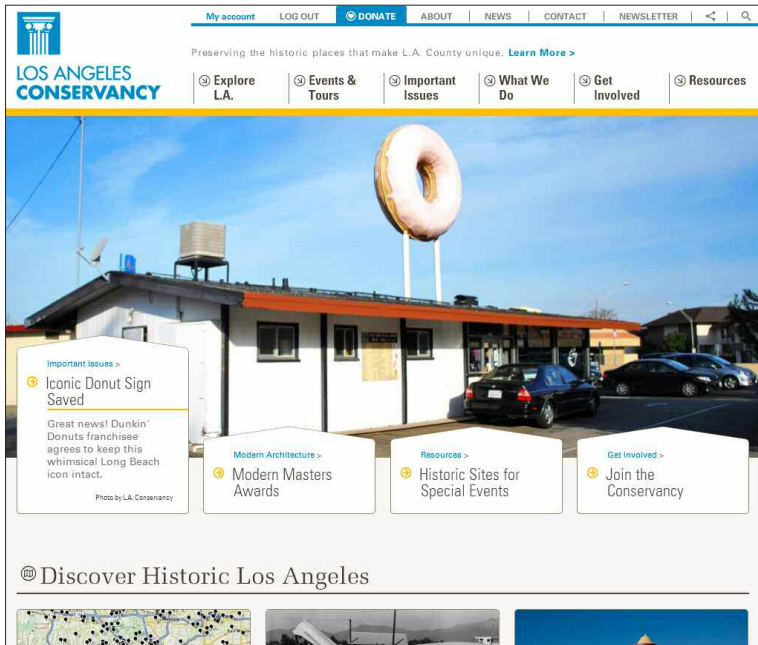 My account LOG OUT DONATE ABOUT NEWS CONTACT NEWSLETTER
LOS ANGELES
CONSERVANCY
Preserving the historic places that make L.A. County unique. Learn More >
Explore
L.A.
Events &
Tours
Important
Issues
What We
Do
Get
Involved
Resources
Important Issues >
Iconic Donut Sign
Saved
Great news! Dunkin'
Donuts franchisee
agrees to keep this
whimsical Long Beach
icon intact.
Photo by L.A. Conservancy
Modern Architecture >
Modern Masters
Awards
Resources >
Historic Sites for
Special Events
Get Involved >
Join the
Conservancy
Discover Historic Los Angeles